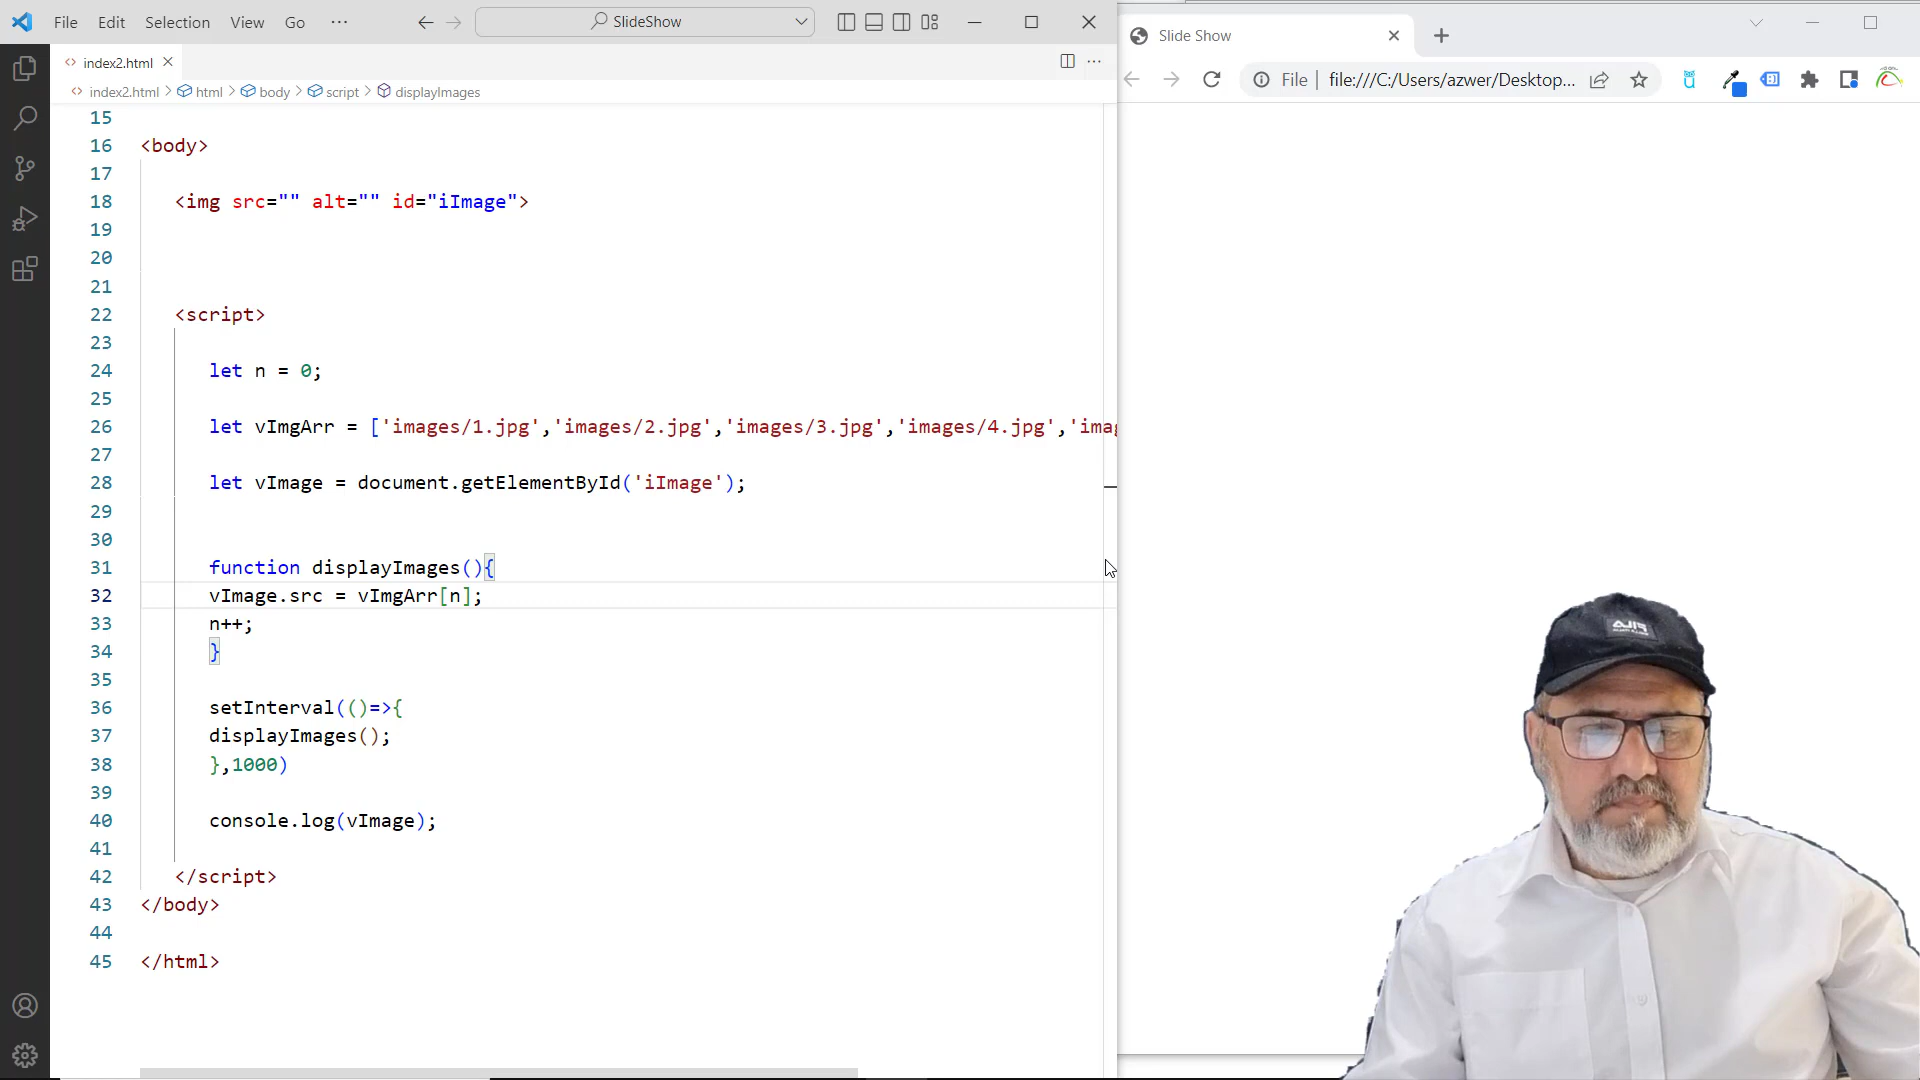 File Edit Selection View Go ··· SlideShow
index2.html
index2.html > html > body > script > displayImages
15
16 <body>
17
18 <img src="" alt="" id="iImage">
19
20
21
22 <script>
23
24 let n = 0;
25
26 let vImgArr = ['images/1.jpg','images/2.jpg','images/3.jpg','images/4.jpg','imag
27
28 let vImage = document.getElementById('iImage');
29
30
31 function displayImages(){
32 vImage.src = vImgArr[n];
33 n++;
34 }
35
36 setInterval(()=>{
37 displayImages();
38 },1000)
39
40 console.log(vImage);
41
42 </script>
43 </body>
44
45 </html>
Slide Show
File file:///C:/Users/azwer/Desktop...